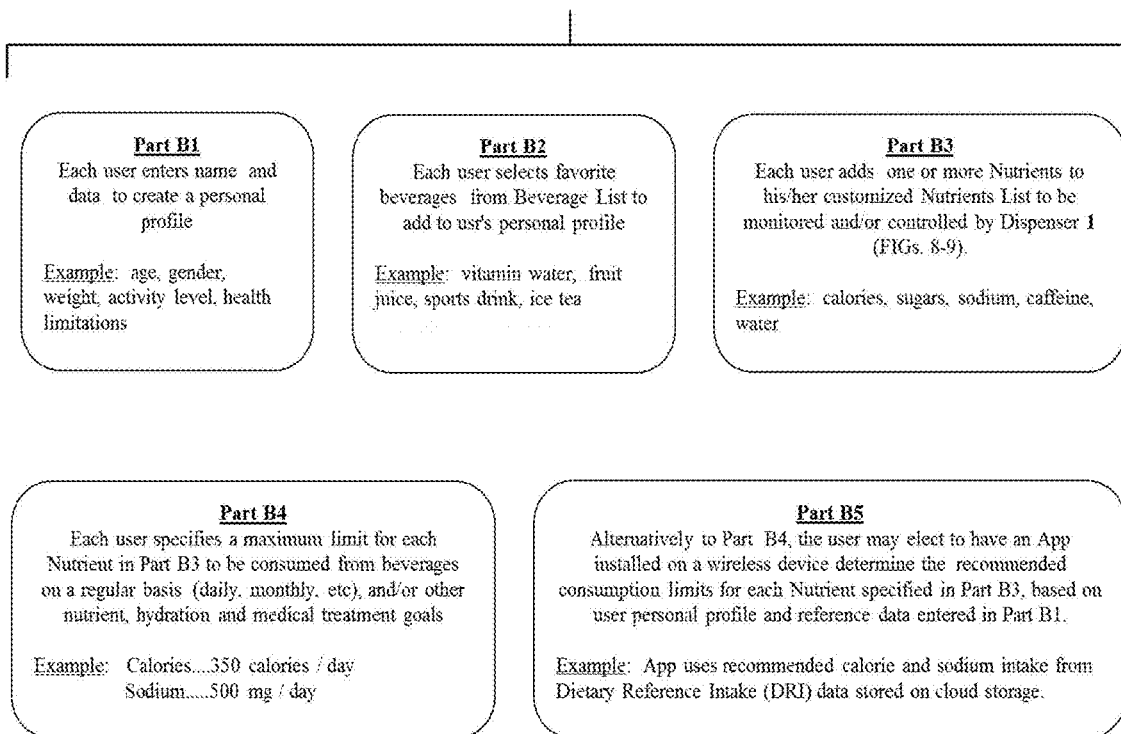 Part B1
Each user enters name and
data to create a personal
profile
Example: age, gender,
weight, activity level, health
limitations
Part B2
Each user selects favorite
beverages from Beverage List to
add to usr's personal profile
Example: vitamin water, fruit
juice, sports drink, ice tea
Part B3
Each user adds one or more Nutrients to
his/her customized Nutrients List to be
monitored and/or controlled by Dispenser 1
(FIGs. 8-9).
Example: calories, sugars, sodium, caffeine,
water
Part B4
Each user specifies a maximum limit for each
Nutrient in Part B3 to be consumed from beverages
on a regular basis (daily, monthly, etc), and/or other
nutrient, hydration and medical treatment goals
Example: Calories....350 calories / day
Sodium.....500 mg / day
Part B5
Alternatively to Part B4, the user may elect to have an App
installed on a wireless device determine the recommended
consumption limits for each Nutrient specified in Part B3, based on
user personal profile and reference data entered in Part B1.
Example: App uses recommended calorie and sodium intake from
Dietary Reference Intake (DRI) data stored on cloud storage.